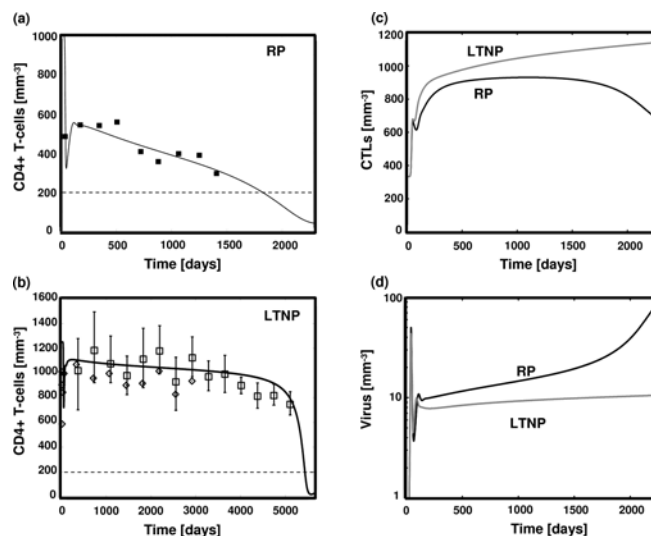 (a)
1000
800
600
400
200
0
CD4+ T-cells [mm-3]
RP
0
500
1000
1500
2000
Time [days]
(b)
1600
1400
1200
1000
800
600
400
200
0
CD4+ T-cells [mm-3]
LTNP
0
1000
2000
3000
4000
5000
Time [days]
(c)
1200
1000
800
600
400
200
0
CTLs [mm-3]
LTNP
RP
0
500
1000
1500
2000
Time [days]
(d)
100
10
1
Virus [mm-3]
RP
LTNP
500
1000
1500
2000
Time [days]